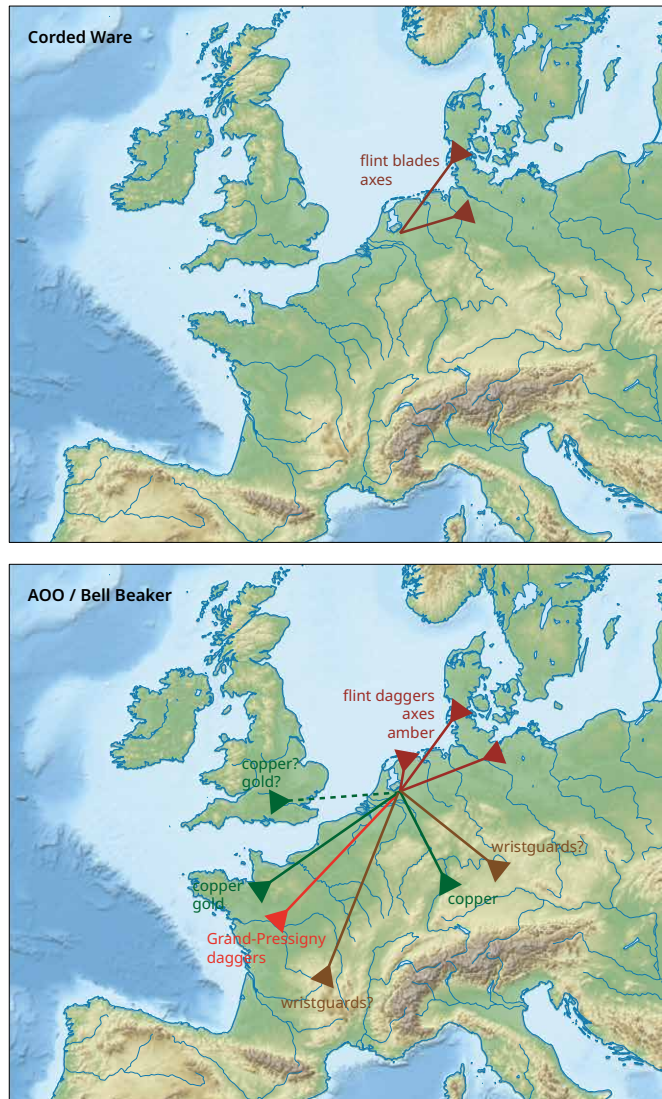 Corded Ware
flint blades
axes
AOO / Bell Beaker
flint daggers
axes
amber
copper?
gold?
wristguards?
copper
gold
copper
Grand-Pressigny
daggers
wristguards?